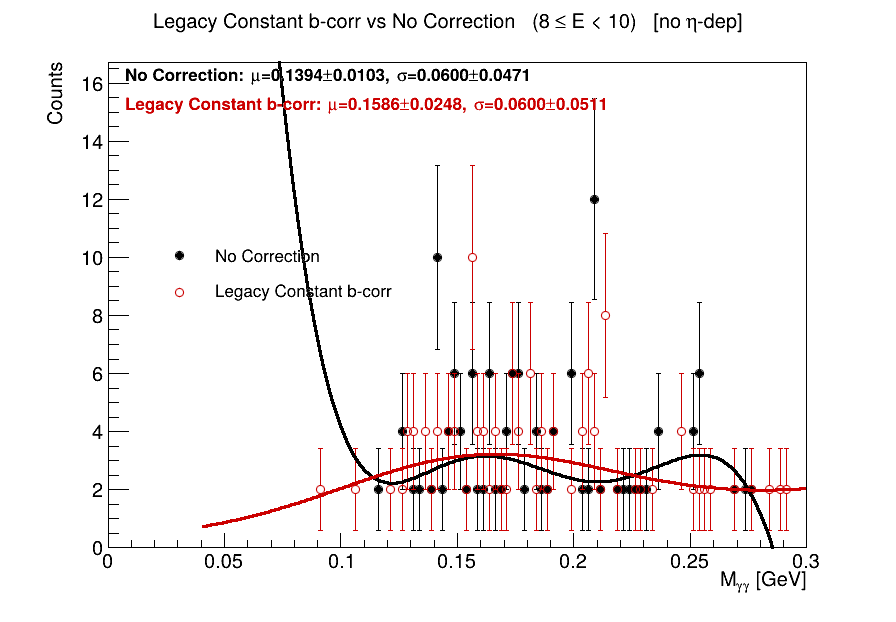 Legacy Constant b-corr vs No Correction (8 ≤ E < 10) [no η-dep]
Counts
No Correction: μ=0.1394±0.0103, σ=0.0600±0.0471
Legacy Constant b-corr: μ=0.1586±0.0248, σ=0.0600±0.0511
No Correction
Legacy Constant b-corr
16
14
12
10
8
6
4
2
0
0 0.05 0.1 0.15 0.2 0.25 0.3
M_γγ [GeV]